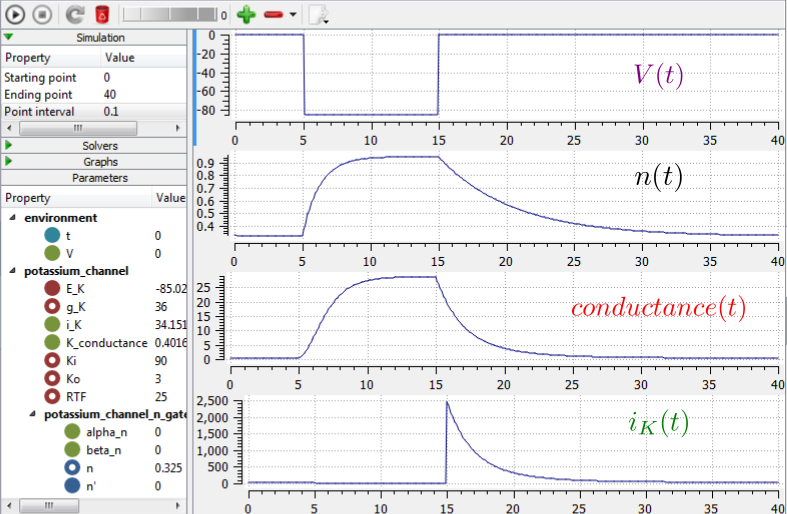 0
Simulation
Property Value
Starting point 0
Ending point 40
Point interval 0.1
Solvers
Graphs
Parameters
Property Value
environment
t 0
V 0
potassium_channel
E_K -85.02
g_K 36
i_K 34.151
K_conductance 0.4016
Ki 90
Ko 3
RTF 25
potassium_channel_n_gate
alpha_n 0
beta_n 0
n 0.325
n' 0
0
-20
-40
-60
-80
V(t)
0 5 10 15 20 25 30 35 40
0.9
0.8
0.7
0.6
0.5
0.4
n(t)
0 5 10 15 20 25 30 35 40
25
20
15
10
5
0
conductance(t)
0 5 10 15 20 25 30 35 40
2,500
2,000
1,500
1,000
500
0
i_K(t)
0 5 10 15 20 25 30 35 40